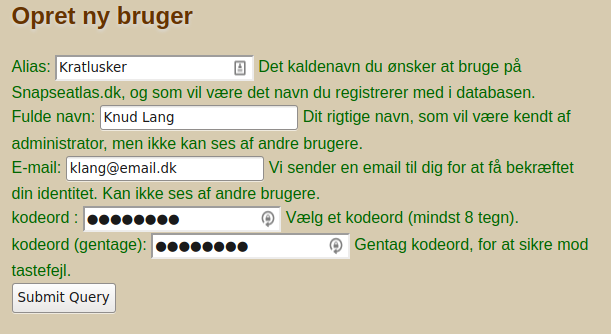 Opret ny bruger
Alias: Kratlusker Det kaldenavn du ønsker at bruge på
Snapseatlas.dk, og som vil være det navn du registrerer med i databasen.
Fulde navn: Knud Lang Dit rigtige navn, som vil være kendt af
administrator, men ikke kan ses af andre brugere.
E-mail: klang@email.dk Vi sender en email til dig for at få bekræftet
din identitet. Kan ikke ses af andre brugere.
kodeord : ●●●●●●●● Vælg et kodeord (mindst 8 tegn).
kodeord (gentage): ●●●●●●●● Gentag kodeord, for at sikre mod
tastefejl.
Submit Query